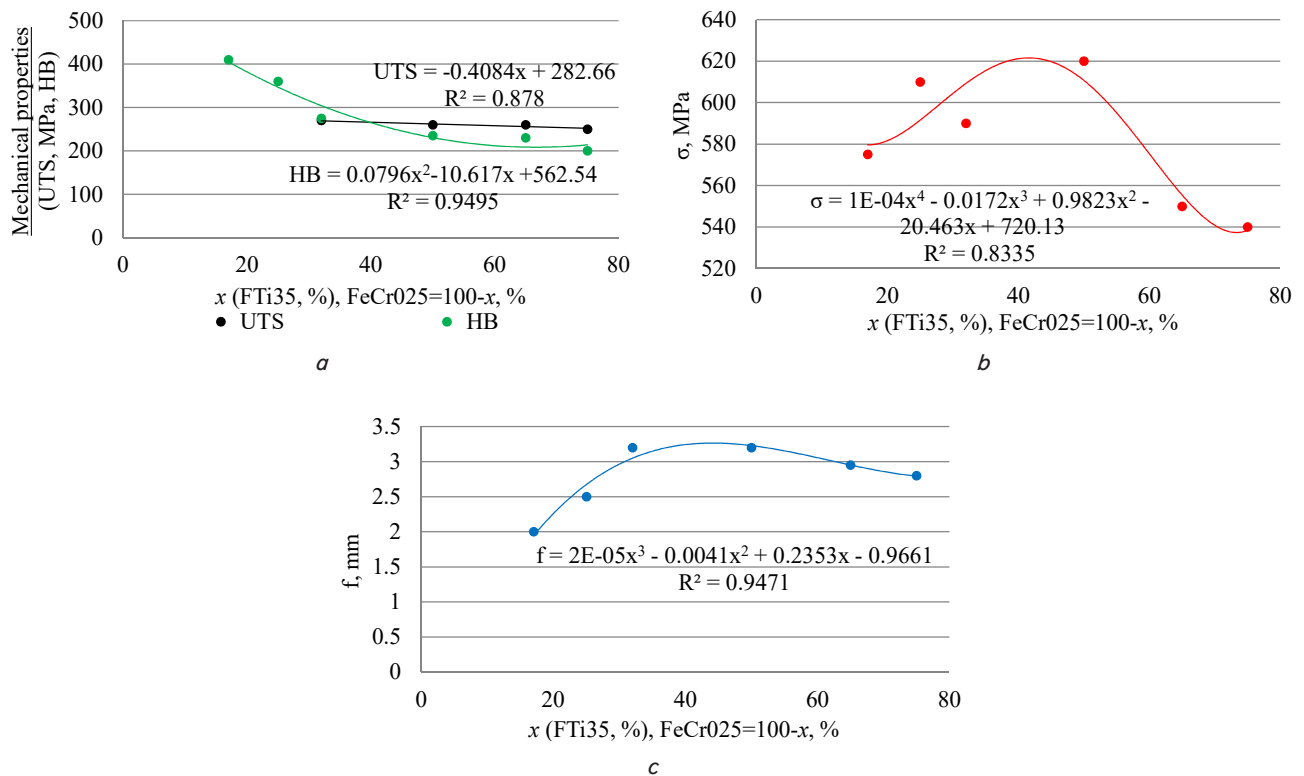 Mechanical properties
(UTS, MPa, HB)
500
400
300
200
100
0
0 20 40 60 80
UTS = -0.4084x + 282.66
R² = 0.878
HB = 0.0796x²-10.617x +562.54
R² = 0.9495
x (FTi35, %), FeCr025=100-x, %
UTS HB
a
σ, MPa
640
620
600
580
560
540
520
0 20 40 60 80
σ = 1E-04x⁴ - 0.0172x³ + 0.9823x² -
20.463x + 720.13
R² = 0.8335
x (FTi35, %), FeCr025=100-x, %
b
f, mm
3.5
3
2.5
2
1.5
1
0.5
0
0 20 40 60 80
f = 2E-05x³ - 0.0041x² + 0.2353x - 0.9661
R² = 0.9471
x (FTi35, %), FeCr025=100-x, %
c